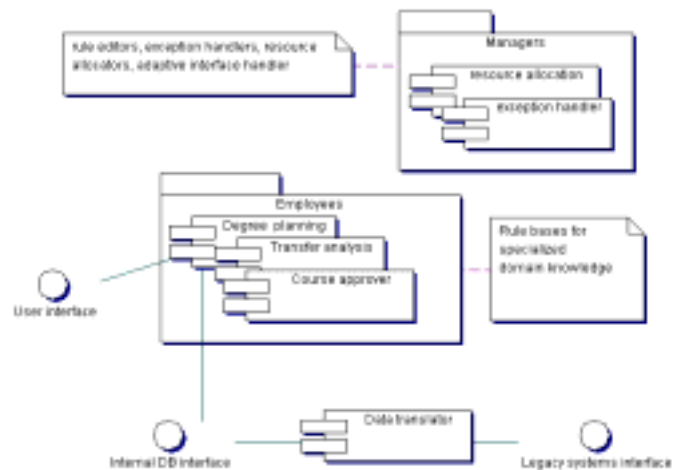 rule editors, exception handlers, resource
allocators, adaptive interface handler
Managers
resource allocation
exception handler
Employees
Degree planning
Transfer analysis
Course approver
Rule bases for
specialized
domain knowledge
User interface
Data translator
Internal DB interface
Legacy systems interface